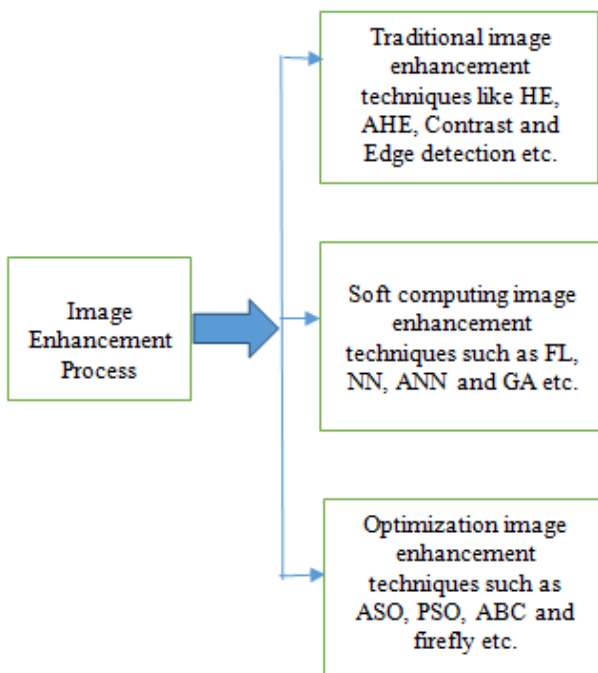 Traditional image
enhancement
techniques like HE,
AHE, Contrast and
Edge detection etc.
Image
Enhancement
Process
Soft computing image
enhancement
techniques such as FL,
NN, ANN and GA etc.
Optimization image
enhancement
techniques such as
ASO, PSO, ABC and
firefly etc.